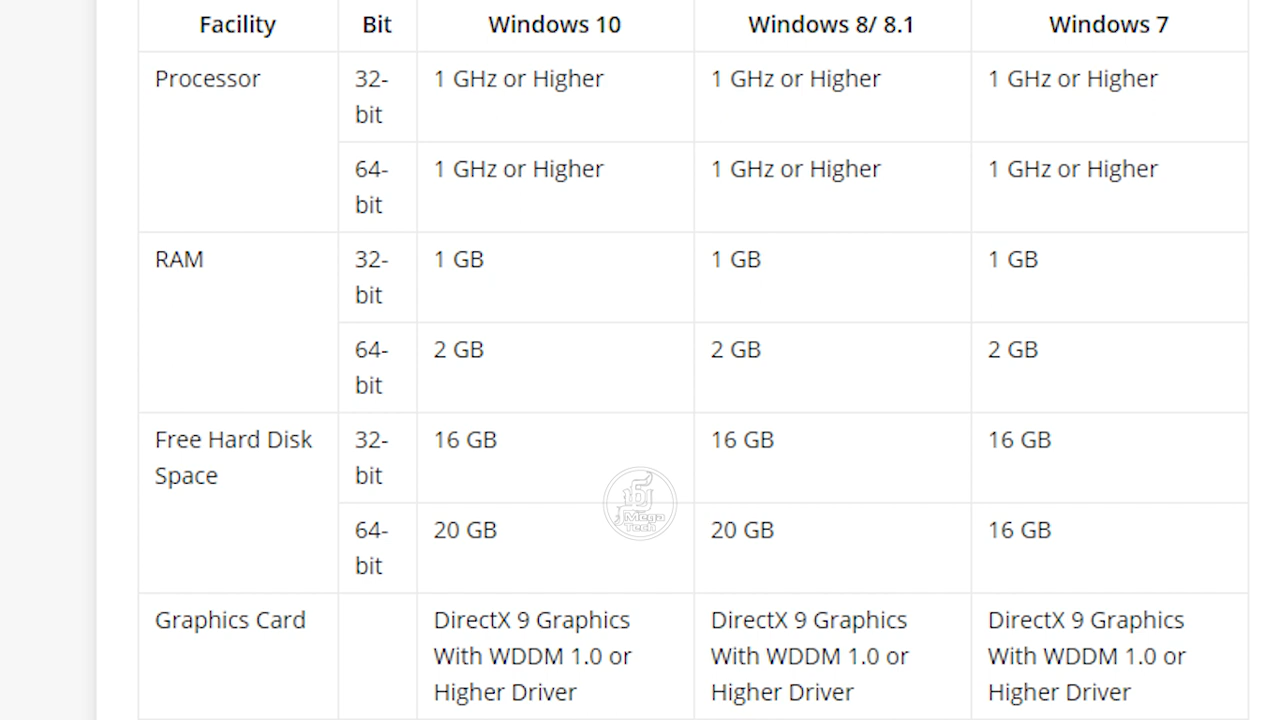 Facility Bit Windows 10 Windows 8/ 8.1 Windows 7
Processor 32- 1 GHz or Higher 1 GHz or Higher 1 GHz or Higher
bit
64- 1 GHz or Higher 1 GHz or Higher 1 GHz or Higher
bit
RAM 32- 1 GB 1 GB 1 GB
bit
64- 2 GB 2 GB 2 GB
bit
Free Hard Disk 32- 16 GB 16 GB 16 GB
Space bit
64- 20 GB 20 GB 16 GB
bit
Mega
Tech
Graphics Card DirectX 9 Graphics DirectX 9 Graphics DirectX 9 Graphics
With WDDM 1.0 or With WDDM 1.0 or With WDDM 1.0 or
Higher Driver Higher Driver Higher Driver